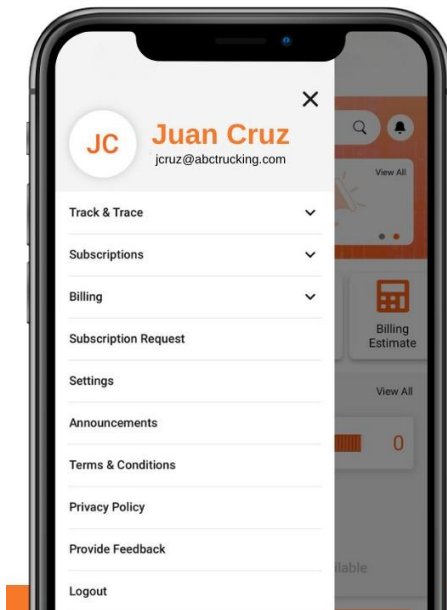 JC
Juan Cruz
jcruz@abctrucking.com
View All
Track & Trace
Subscriptions
Billing
Billing
Estimate
Subscription Request
Settings
View All
Announcements
0
Terms & Conditions
Privacy Policy
Provide Feedback
Logout